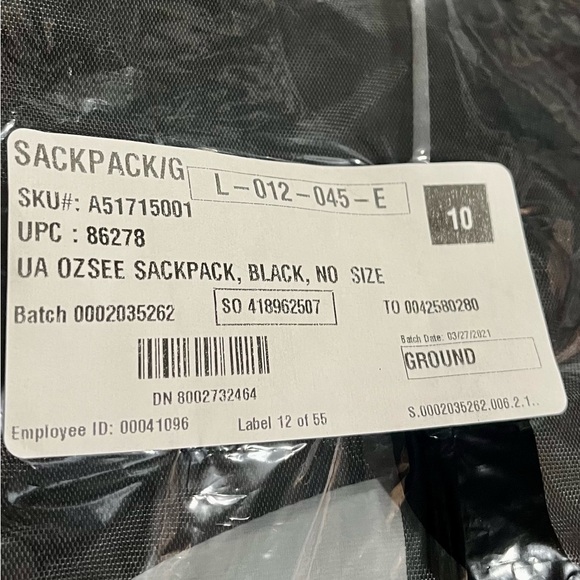 SACKPACK/G
L-012-045-E
10
SKU#: A51715001
UPC : 86278
UA OZSEE SACKPACK, BLACK, NO SIZE
Batch 0002035262
SO 418962507
TO 0042580280
Batch Date: 03/27/2021
GROUND
DN 8002732464
Employee ID: 00041096
Label 12 of 55
S.0002035262.006.2.1..